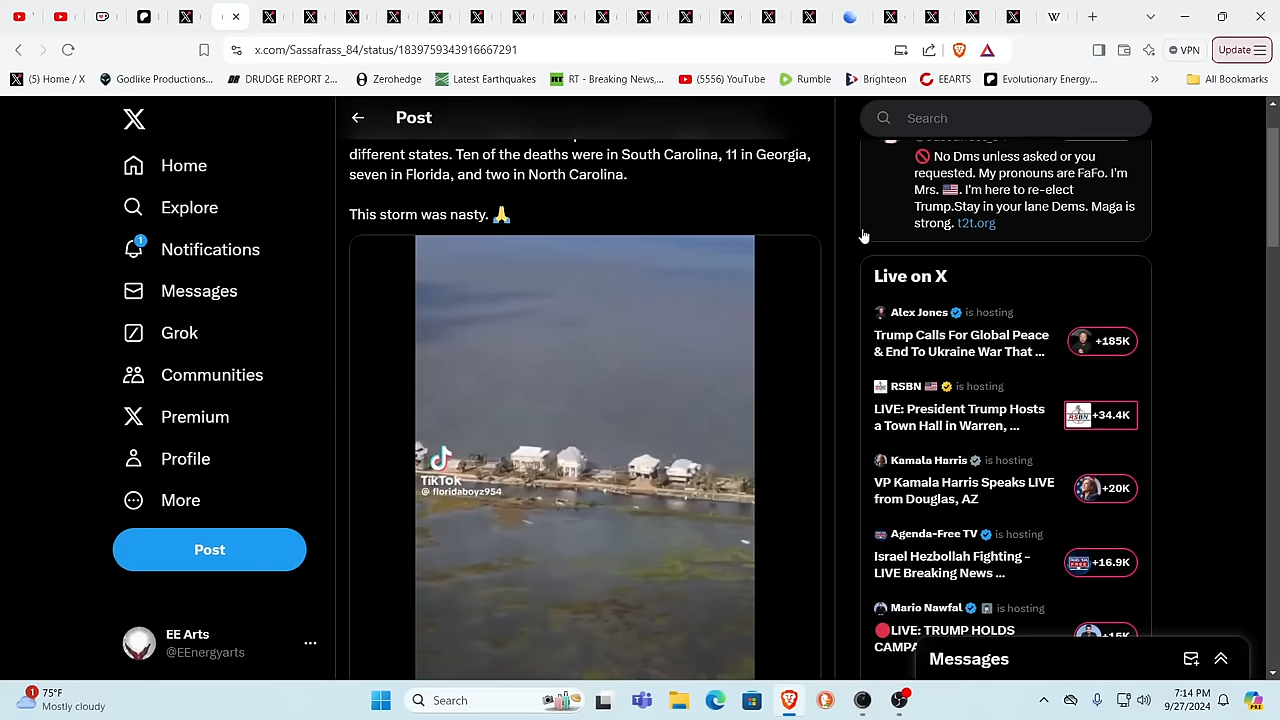 x.com/Sassafrass_84/status/1839759343916667291
VPN
Update
(5) Home / X
Godlike Productions...
DRUDGE REPORT 2...
Zerohedge
Latest Earthquakes
RT - Breaking News,...
(5556) YouTube
Rumble
Brighteon
EEARTS
Evolutionary Energy...
All Bookmarks
Home
Explore
1
Notifications
Messages
Grok
Communities
Premium
Profile
More
Post
EE Arts
@EEnergyarts
Post
different states. Ten of the deaths were in South Carolina, 11 in Georgia,
seven in Florida, and two in North Carolina.
This storm was nasty. 🙏
TikTok
@ floridaboyz954
Search
🚫 No Dms unless asked or you
requested. My pronouns are FaFo. I'm
Mrs. 🇺🇸. I'm here to re-elect
Trump.Stay in your lane Dems. Maga is
strong. t2t.org
Live on X
Alex Jones is hosting
Trump Calls For Global Peace
& End To Ukraine War That ...
+185K
RSBN 🇺🇸 is hosting
LIVE: President Trump Hosts
a Town Hall in Warren, ...
+34.4K
Kamala Harris is hosting
VP Kamala Harris Speaks LIVE
from Douglas, AZ
+20K
Agenda-Free TV is hosting
Israel Hezbollah Fighting –
LIVE Breaking News ...
+16.9K
Mario Nawfal is hosting
🔴LIVE: TRUMP HOLDS
+15K
Messages
1
75°F
Mostly cloudy
Search
7:14 PM
9/27/2024